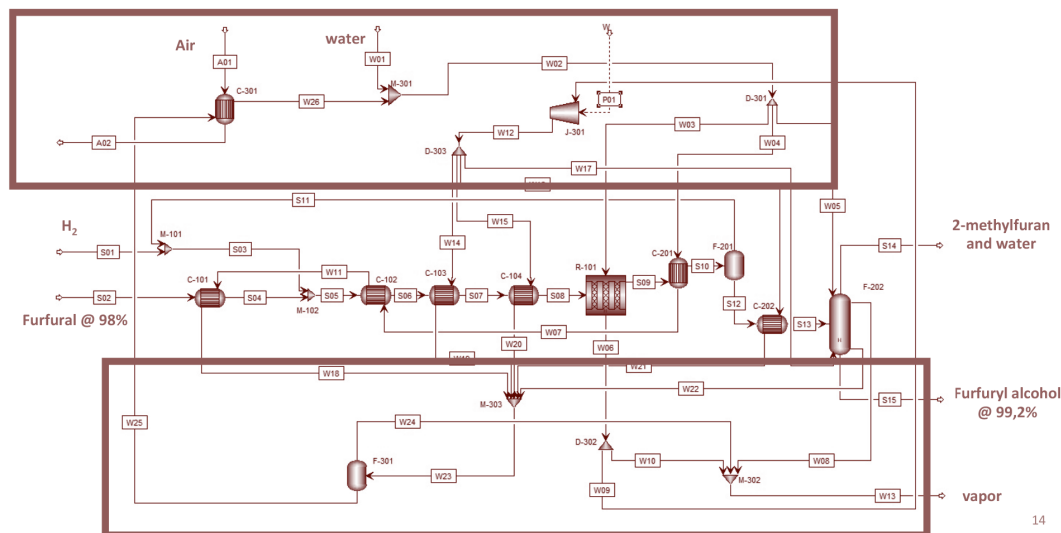 Air
water
W
A01
W01
M-301
W02
C-301
W26
P01
D-301
J-301
W12
W03
W04
A02
D-303
W17
S11
W05
H2
M-101
S01
S03
W14
W15
S14
2-methylfuran
and water
C-101
W11
C-102
C-103
C-104
R-101
C-201
S10
F-201
F-202
S02
S04
M-102
S05
S06
S07
S08
S09
S12
C-202
S13
Furfural @ 98%
W07
W20
W06
W21
W18
W22
M-303
S15
Furfuryl alcohol
@ 99,2%
W25
W24
D-302
F-301
W23
W10
W08
M-302
W09
W13
vapor
14